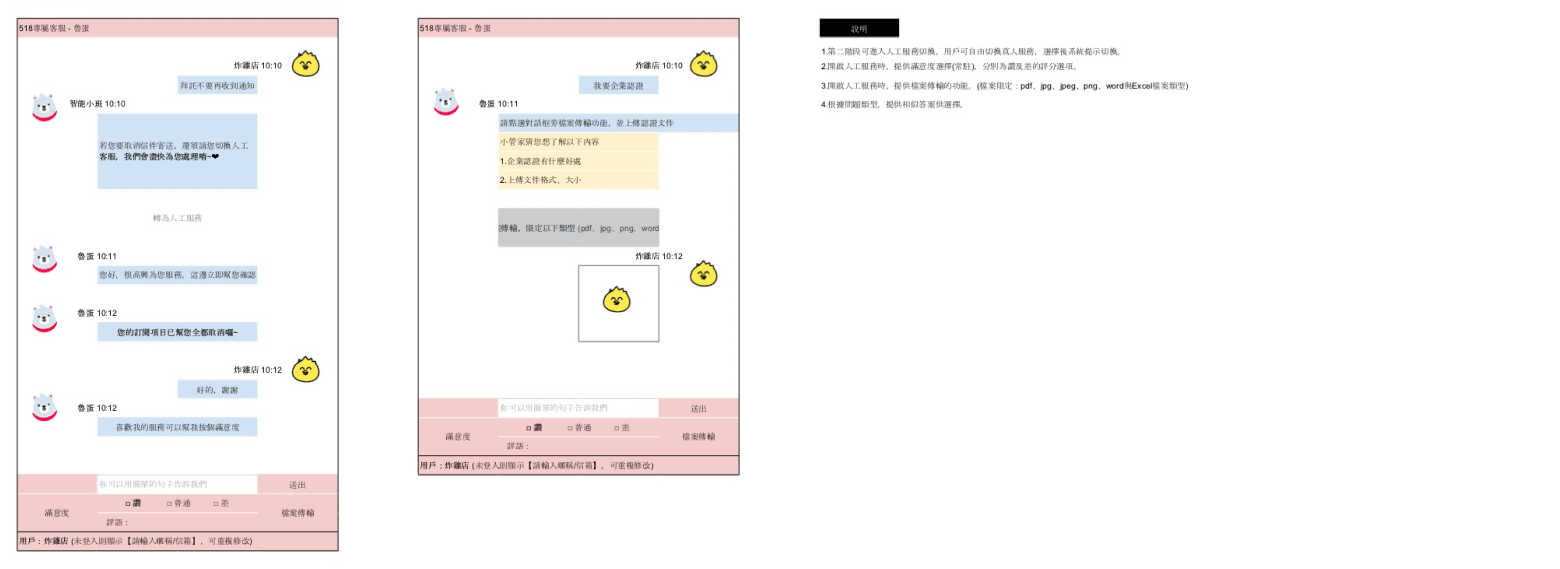 518專屬客服 - 魯蛋
炸雞店 10:10
拜託不要再收到通知
智能小班 10:10
若您要取消信件寄送，還須請您切換人工
客服，我們會盡快為您處理唷~❤
轉為人工服務
魯蛋 10:11
您好，很高興為您服務，這邊立即幫您確認
魯蛋 10:12
您的訂閱項目已幫您全都取消囉~
炸雞店 10:12
好的，謝謝
魯蛋 10:12
喜歡我的服務可以幫我按個滿意度
你可以用簡單的句子告訴我們
送出
滿意度
□ 讚 □ 普通 □ 差
評語：
檔案傳輸
用戶：炸雞店 (未登入則顯示【請輸入暱稱/信箱】，可重複修改)
518專屬客服 - 魯蛋
炸雞店 10:10
我要企業認證
魯蛋 10:11
請點選對話框旁檔案傳輸功能，並上傳認證文件
小管家猜您想了解以下內容
1.企業認證有什麼好處
2.上傳文件格式、大小
傳輸，限定以下類型 (pdf、jpg、png、word
炸雞店 10:12
你可以用簡單的句子告訴我們
送出
滿意度
□ 讚 □ 普通 □ 差
評語：
檔案傳輸
用戶：炸雞店 (未登入則顯示【請輸入暱稱/信箱】，可重複修改)
說明
1.第二階段可進入人工服務切換，用戶可自由切換真人服務，選擇後系統提示切換。
2.開啟人工服務時，提供滿意度選擇(常駐)，分別為讚及差的評分選項。
3.開啟人工服務時，提供檔案傳輸的功能。(檔案限定：pdf、jpg、jpeg、png、word與Excel檔案類型)
4.根據問題類型，提供相似答案供選擇。